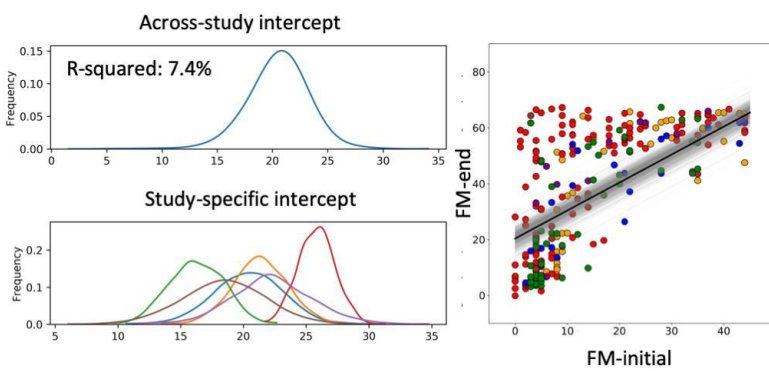 Across-study intercept
R-squared: 7.4%
Frequency
0.15
0.10
0.05
0.00
0 5 10 15 20 25 30 35
Study-specific intercept
Frequency
0.2
0.1
0.0
5 10 15 20 25 30 35
FM-end
80
60
40
20
0
0 10 20 30 40
FM-initial